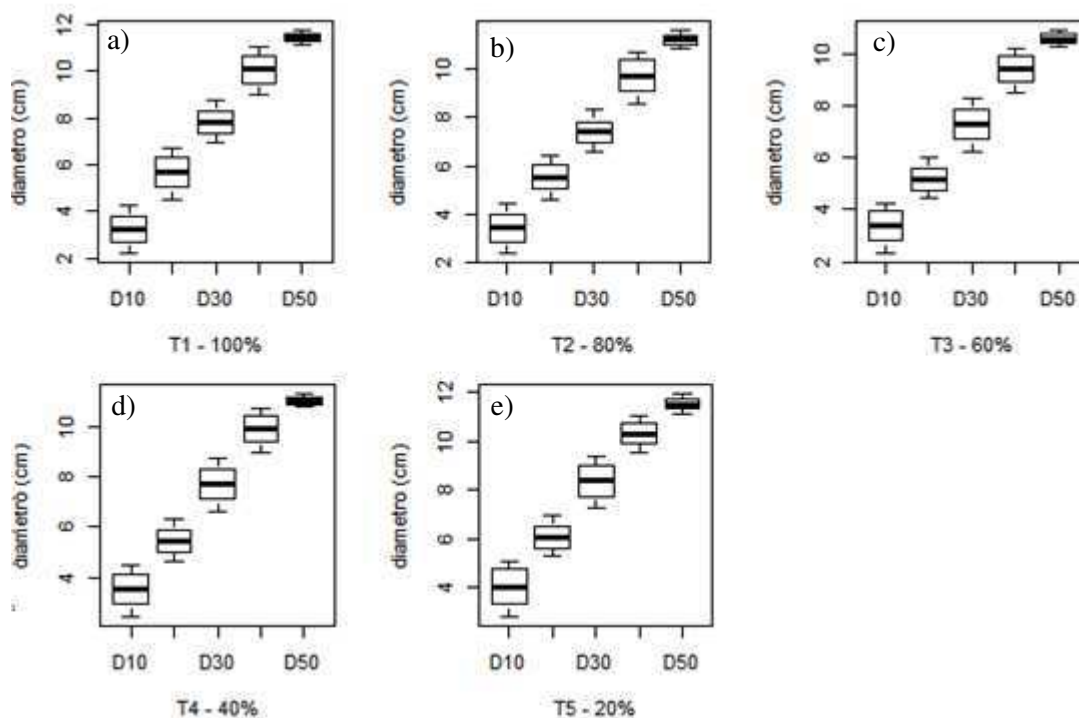 a)
diametro (cm)
2 4 6 8 10 12
D10 D30 D50
T1 - 100%
b)
diametro (cm)
2 4 6 8 10
D10 D30 D50
T2 - 80%
c)
diametro (cm)
2 4 6 8 10
D10 D30 D50
T3 - 60%
d)
diametro (cm)
4 6 8 10
D10 D30 D50
T4 - 40%
e)
diametro (cm)
4 6 8 10 12
D10 D30 D50
T5 - 20%